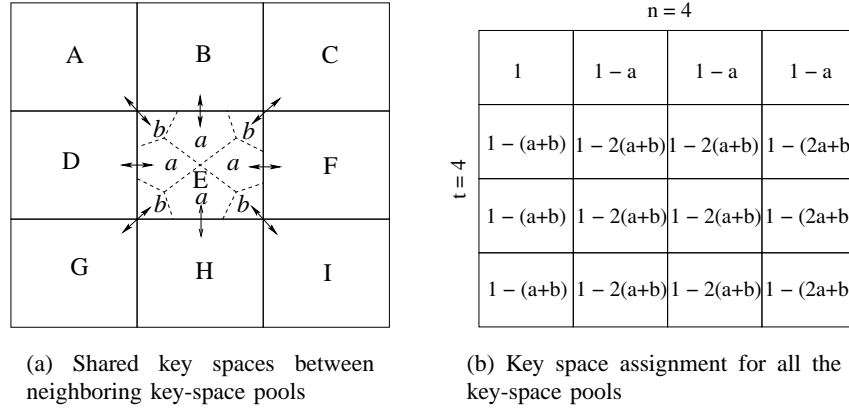 A B C
b a b
D a a F
E
b a b
G H I
n = 4
t = 4
1 1 − a 1 − a 1 − a
1 − (a+b) 1 − 2(a+b) 1 − 2(a+b) 1 − (2a+b
1 − (a+b) 1 − 2(a+b) 1 − 2(a+b) 1 − (2a+b
1 − (a+b) 1 − 2(a+b) 1 − 2(a+b) 1 − (2a+b
(a) Shared key spaces between
neighboring key-space pools
(b) Key space assignment for all the
key-space pools